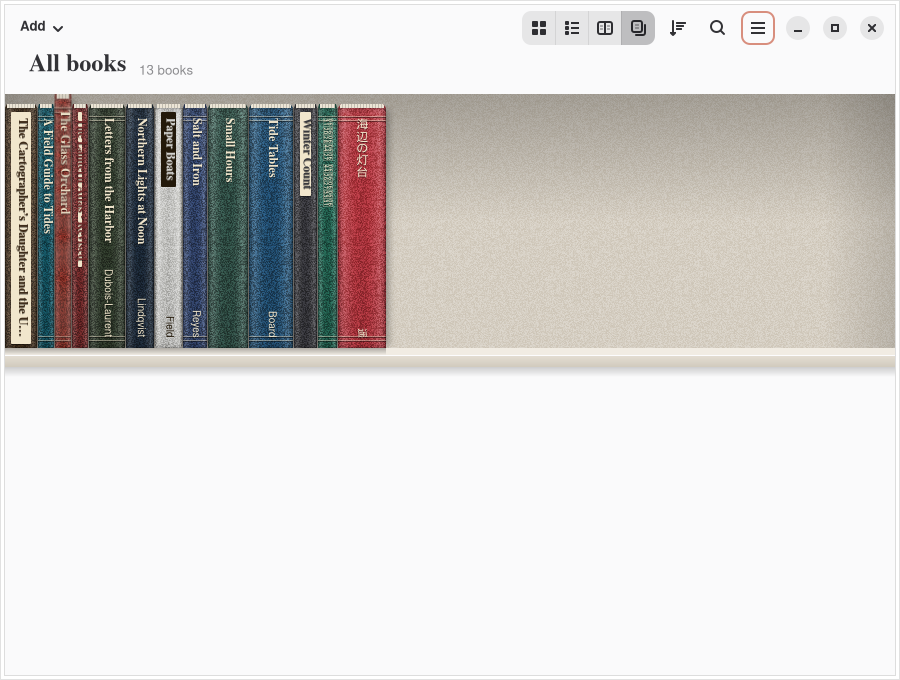 Add
All books
13 books
The Cartographer's Daughter and the U…
A Field Guide to Tides
The Glass Orchard
Letters from the Harbor
Dubois-Laurent
Northern Lights at Noon
Lindqvist
Paper Boats
Field
Salt and Iron
Reyes
Small Hours
Tide Tables
Board
Winter Count
海辺の灯台